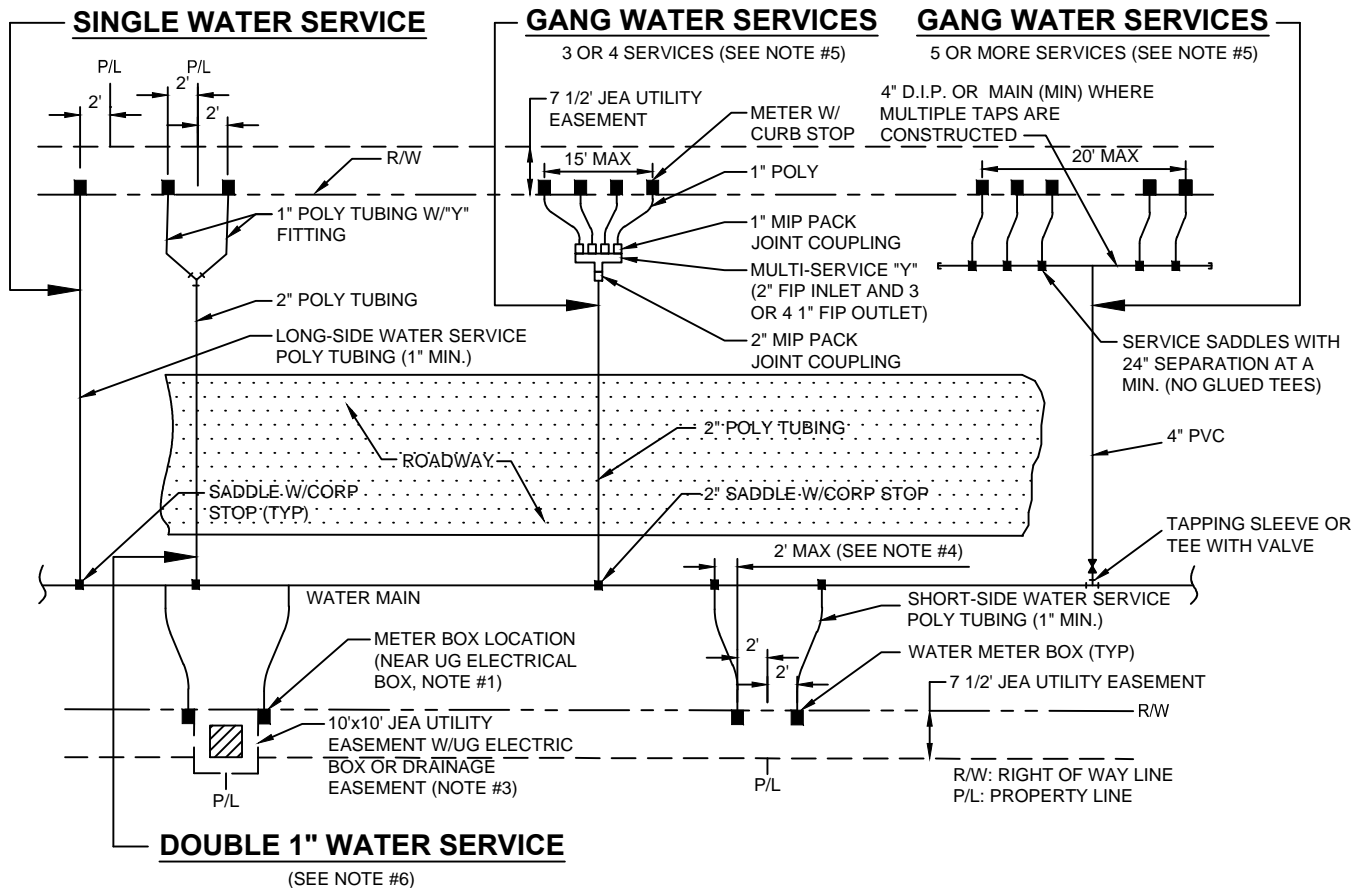 SINGLE WATER SERVICE
GANG WATER SERVICES
3 OR 4 SERVICES (SEE NOTE #5)
GANG WATER SERVICES
5 OR MORE SERVICES (SEE NOTE #5)
P/L
2'
P/L
2'
2'
7 1/2' JEA UTILITY
EASEMENT
METER W/
CURB STOP
4" D.I.P. OR MAIN (MIN) WHERE
MULTIPLE TAPS ARE
CONSTRUCTED
R/W
15' MAX
1" POLY
20' MAX
1" POLY TUBING W/"Y"
FITTING
1" MIP PACK
JOINT COUPLING
MULTI-SERVICE "Y"
(2" FIP INLET AND 3
OR 4 1" FIP OUTLET)
2" MIP PACK
JOINT COUPLING
2" POLY TUBING
LONG-SIDE WATER SERVICE
POLY TUBING (1" MIN.)
SERVICE SADDLES WITH
24" SEPARATION AT A
MIN. (NO GLUED TEES)
2" POLY TUBING
4" PVC
ROADWAY
SADDLE W/CORP
STOP (TYP)
2" SADDLE W/CORP STOP
TAPPING SLEEVE OR
TEE WITH VALVE
2' MAX (SEE NOTE #4)
WATER MAIN
SHORT-SIDE WATER SERVICE
POLY TUBING (1" MIN.)
METER BOX LOCATION
(NEAR UG ELECTRICAL
BOX, NOTE #1)
2'
2'
WATER METER BOX (TYP)
7 1/2' JEA UTILITY EASEMENT
R/W
10'x10' JEA UTILITY
EASEMENT W/UG ELECTRIC
BOX OR DRAINAGE
EASEMENT (NOTE #3)
P/L
P/L
R/W: RIGHT OF WAY LINE
P/L: PROPERTY LINE
DOUBLE 1" WATER SERVICE
(SEE NOTE #6)